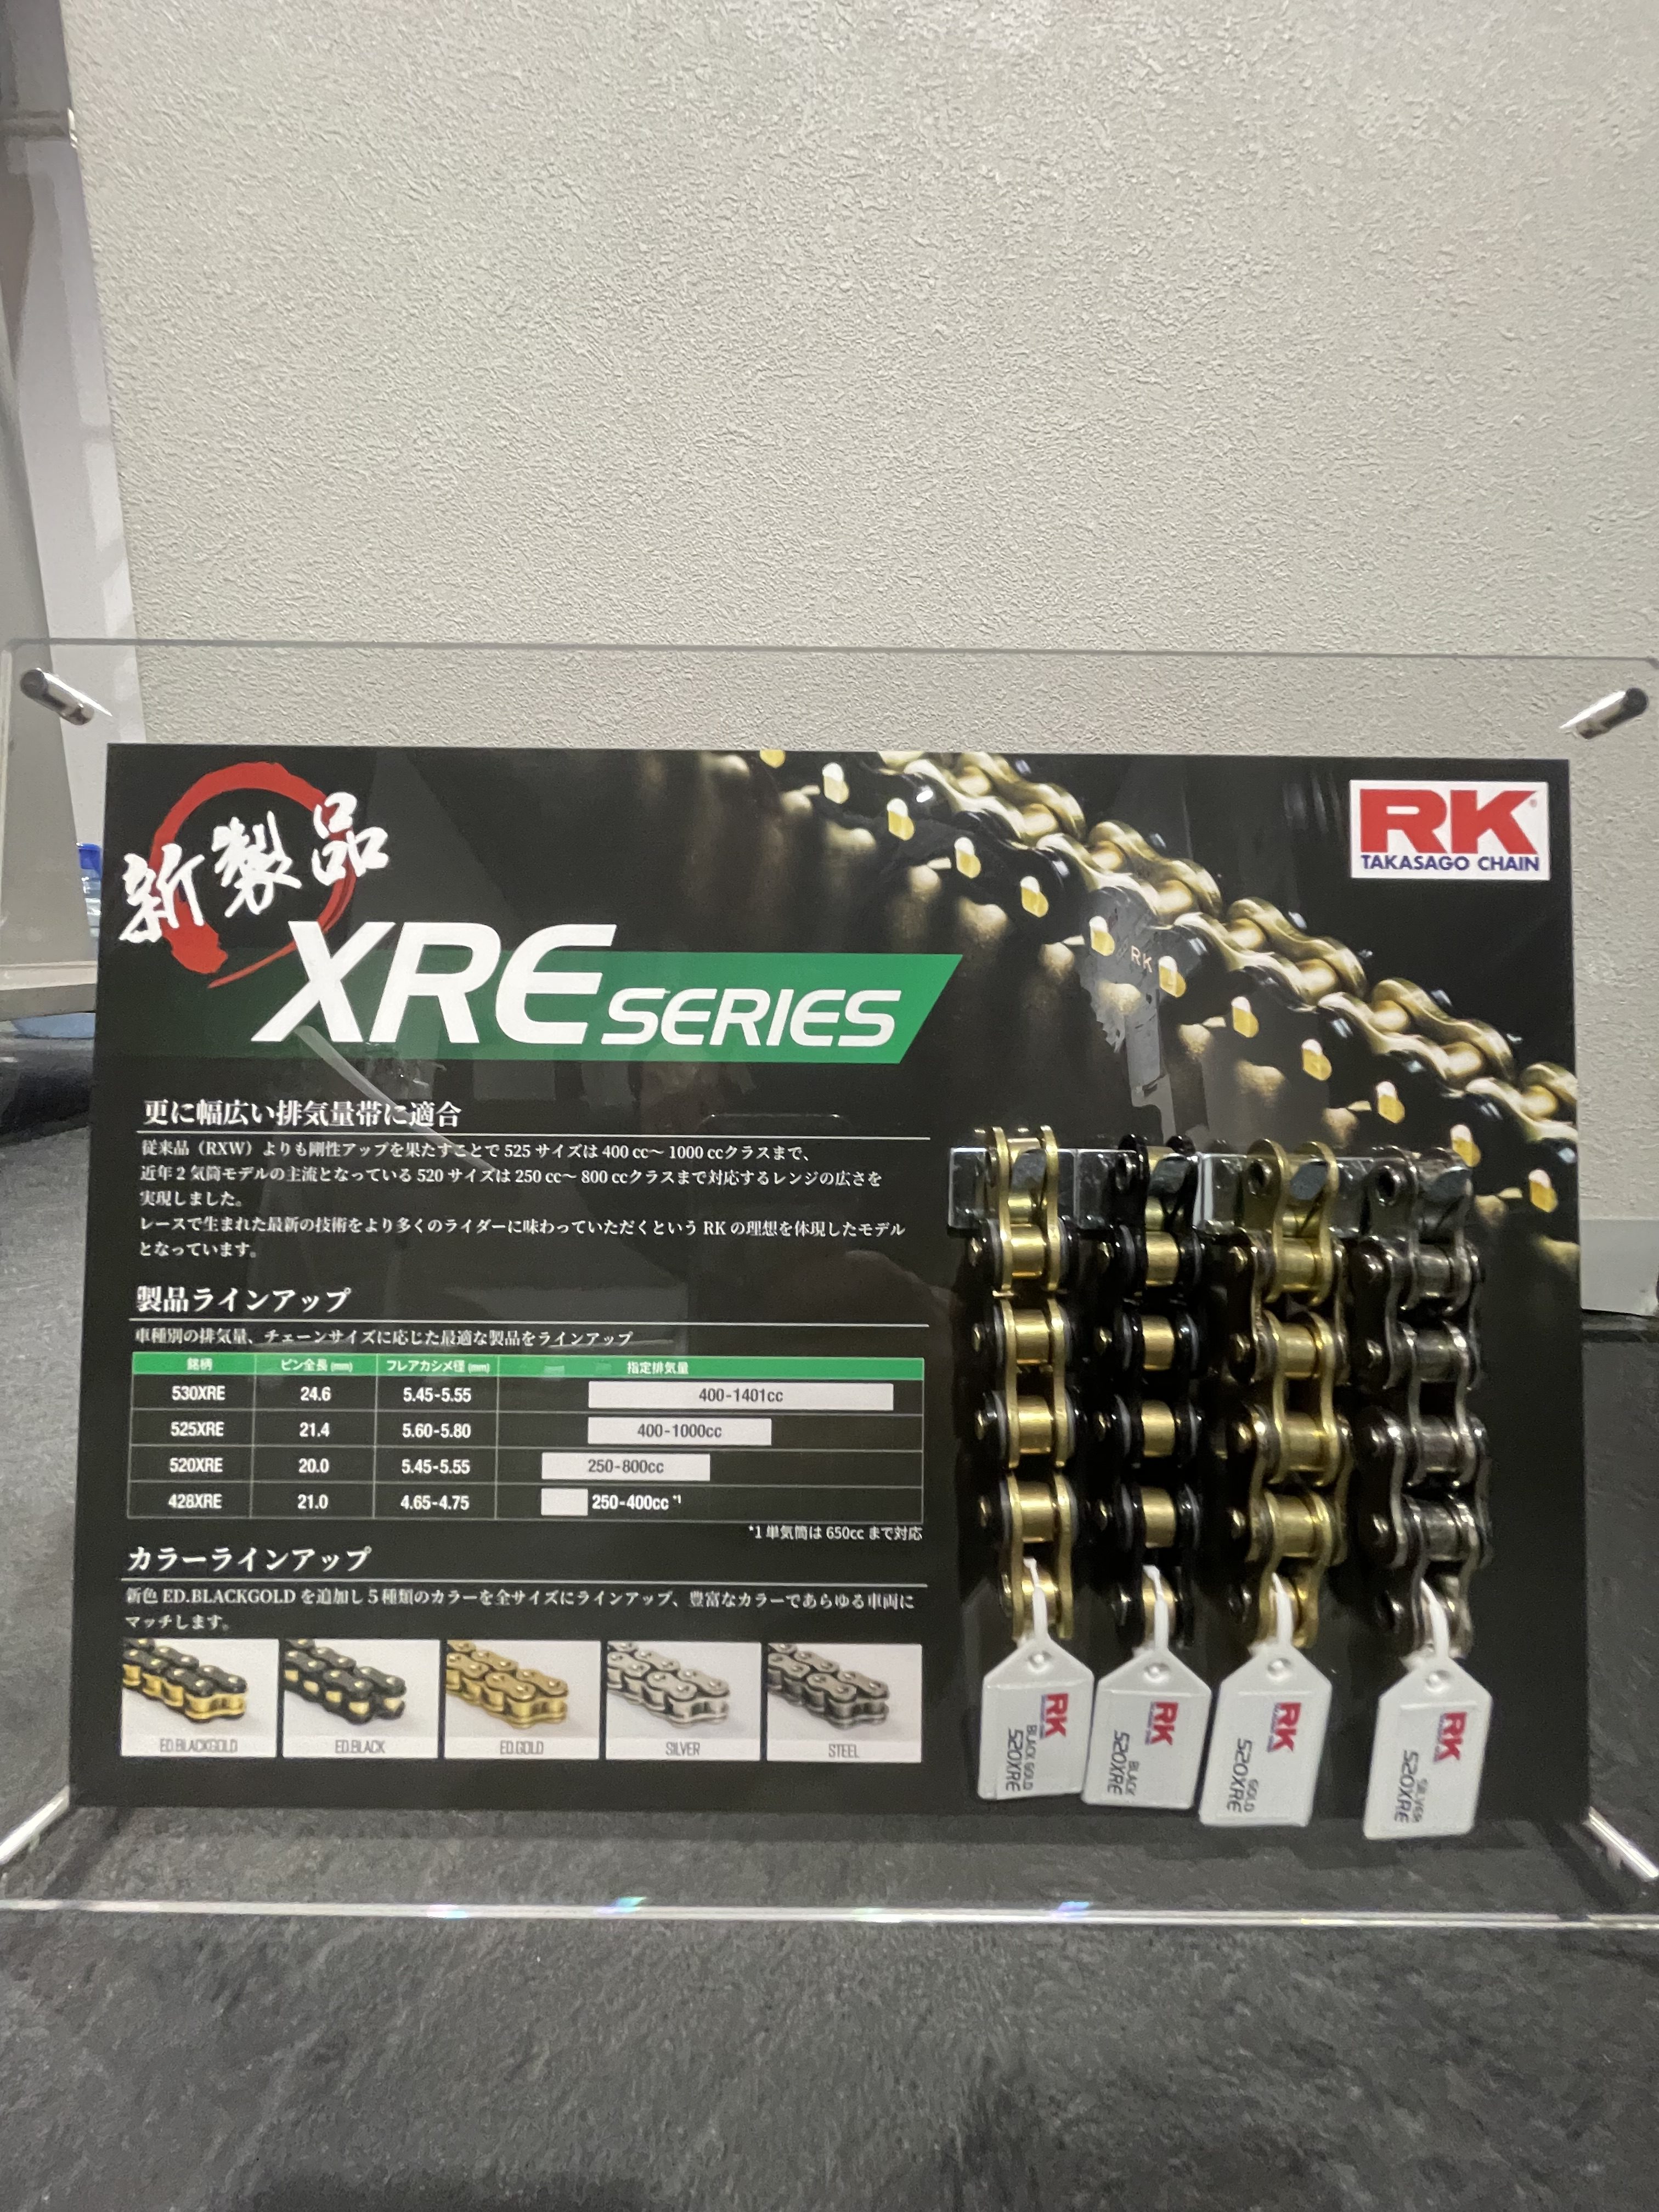 新製品
RK
TAKASAGO CHAIN
XRE SERIES
RK
更に幅広い排気量帯に適合
従来品（RXW）よりも剛性アップを果たすことで 525 サイズは 400 cc～ 1000 ccクラスまで、
近年 2 気筒モデルの主流となっている 520 サイズは 250 cc～ 800 ccクラスまで対応するレンジの広さを
実現しました。
レースで生まれた最新の技術をより多くのライダーに味わっていただくという RK の理想を体現したモデル
となっています。
製品ラインアップ
車種別の排気量、チェーンサイズに応じた最適な製品をラインアップ
銘柄 ピン全長 (mm) フレアカシメ径 (mm) 指定排気量
530XRE 24.6 5.45-5.55 400-1401cc
525XRE 21.4 5.60-5.80 400-1000cc
520XRE 20.0 5.45-5.55 250-800cc
428XRE 21.0 4.65-4.75 250-400cc *1
*1 単気筒は 650cc まで対応
カラーラインアップ
新色 ED.BLACKGOLD を追加し 5 種類のカラーを全サイズにラインアップ、豊富なカラーであらゆる車両に
マッチします。
ED.BLACKGOLD ED.BLACK ED.GOLD SILVER STEEL
RK
BLACK GOLD
520XRE
RK
BLACK
520XRE
RK
GOLD
520XRE
RK
SILVER
520XRE